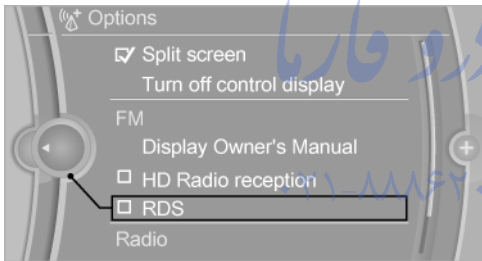 Options
Split screen
Turn off control display
FM
Display Owner's Manual
HD Radio reception
RDS
Radio